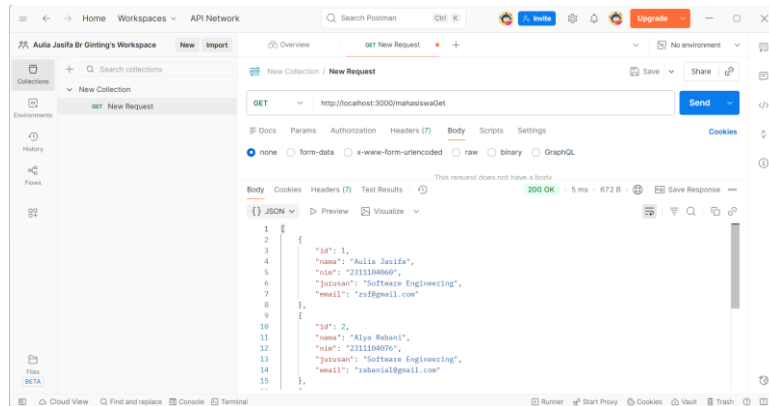 Home Workspaces API Network Search Postman Ctrl K Invite Upgrade
Aulia Jasifa Br Ginting's Workspace New Import Overview GET New Request No environment
Collections Search collections New Collection / New Request Save Share
New Collection
GET New Request GET http://localhost:3000/mahasiswaGet Send
Environments
Docs Params Authorization Headers (7) Body Scripts Settings Cookies
History
none form-data x-www-form-urlencoded raw binary GraphQL
Flows
This request does not have a body
Body Cookies Headers (7) Test Results 200 OK 5 ms 672 B Save Response
{} JSON Preview Visualize
1 [
2 {
3 "id": 1,
4 "nama": "Aulia Jasifa",
5 "nim": "2311104060",
6 "jurusan": "Software Engineering",
7 "email": "zsf@gmail.com"
8 },
9 {
10 "id": 2,
11 "nama": "Alya Rabani",
12 "nim": "2311104076",
13 "jurusan": "Software Engineering",
14 "email": "rabanial@gmail.com"
15 },
Files
BETA
Cloud View Find and replace Console Terminal Runner Start Proxy Cookies Vault Trash